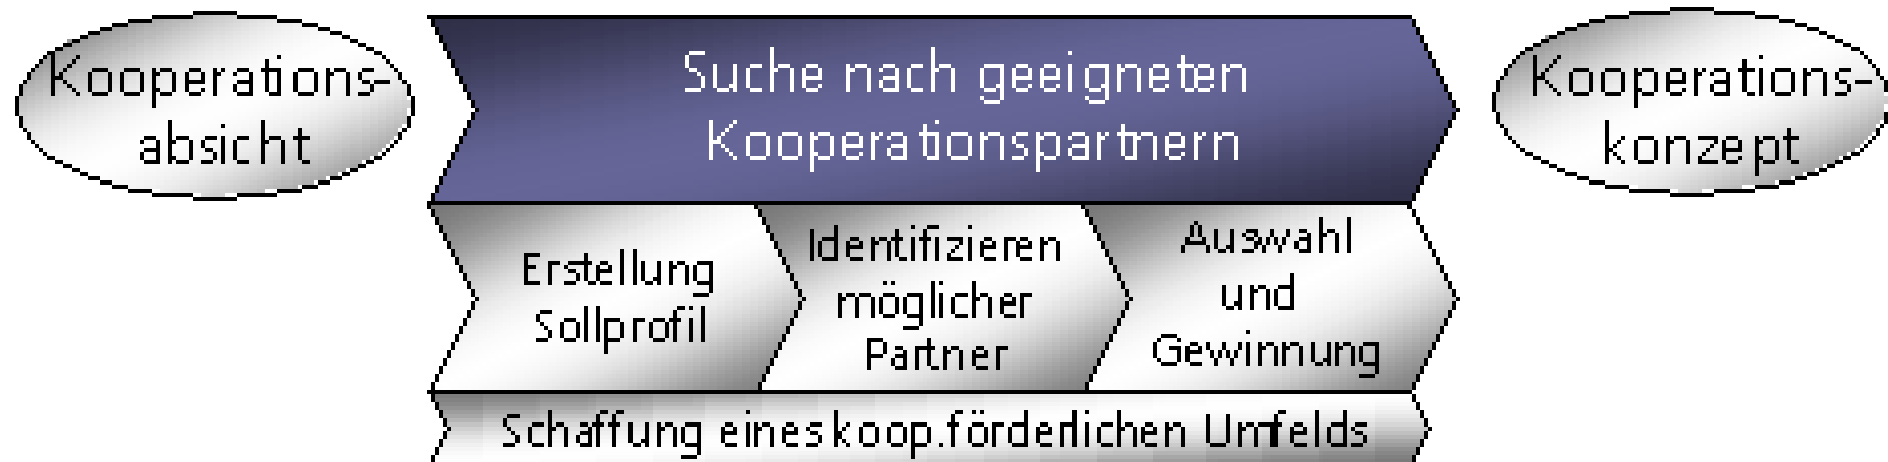 Kooperations-
absicht
Suche nach geeigneten
Kooperationspartnern
Kooperations-
konzept
Erstellung
Sollprofil
Identifizieren
möglicher
Partner
Auswahl
und
Gewinnung
Schaffung eines koop.förderlichen Umfelds